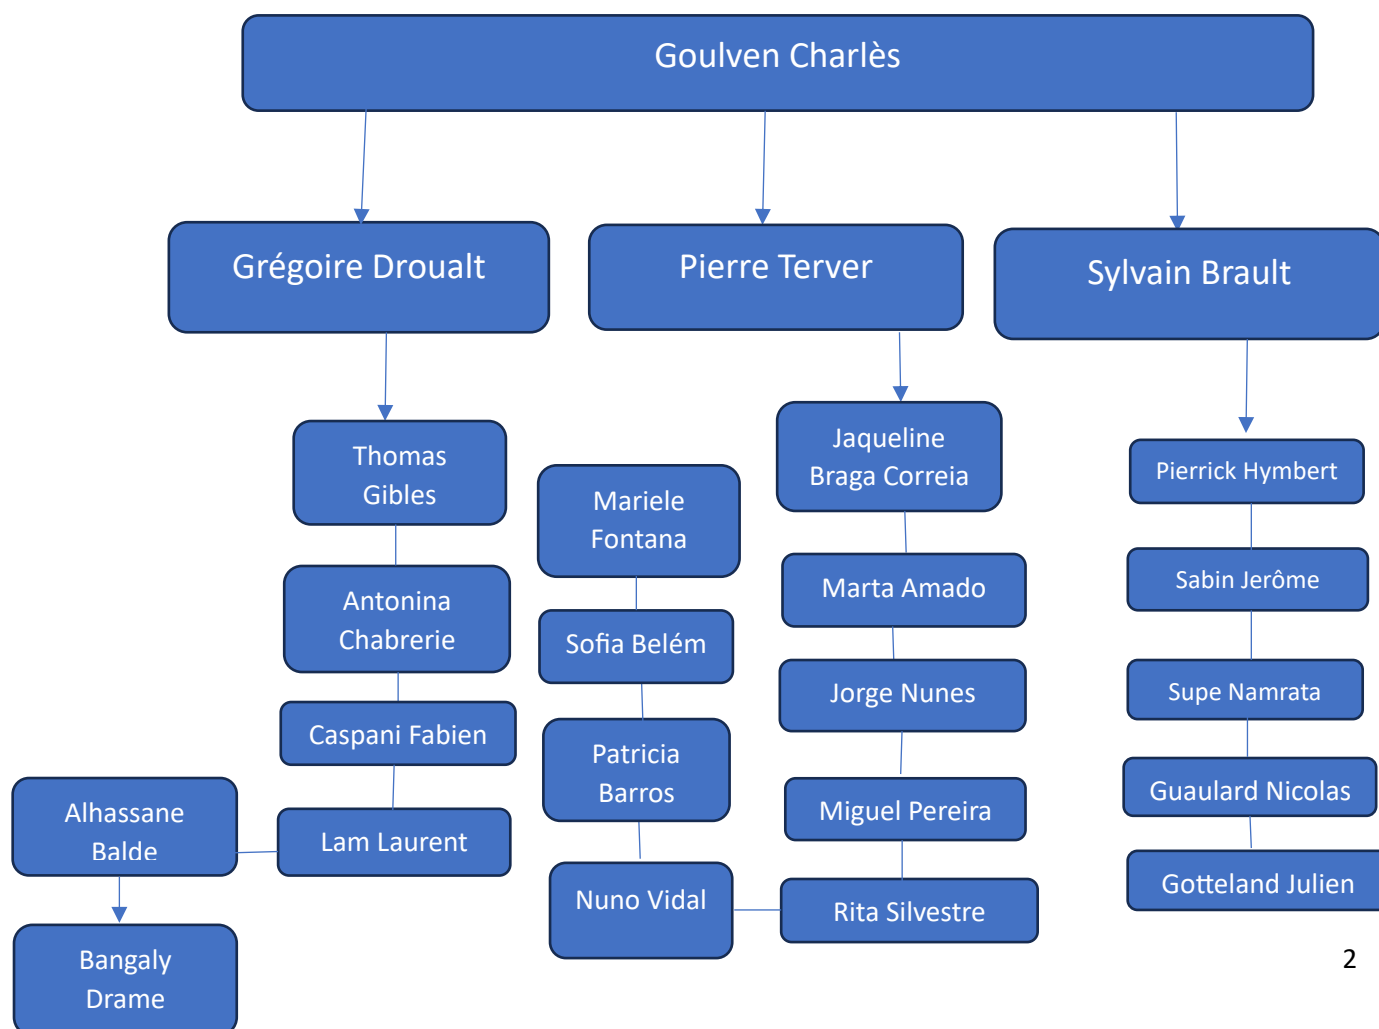 Goulven Charlès
Grégoire Droualt
Pierre Terver
Sylvain Brault
Thomas
Gibles
Antonina
Chabrerie
Caspani Fabien
Lam Laurent
Alhassane
Balde
Bangaly
Drame
Jaqueline
Braga Correia
Marta Amado
Jorge Nunes
Miguel Pereira
Rita Silvestre
Mariele
Fontana
Sofia Belém
Patricia
Barros
Nuno Vidal
Pierrick Hymbert
Sabin Jerôme
Supe Namrata
Guaulard Nicolas
Gotteland Julien
2